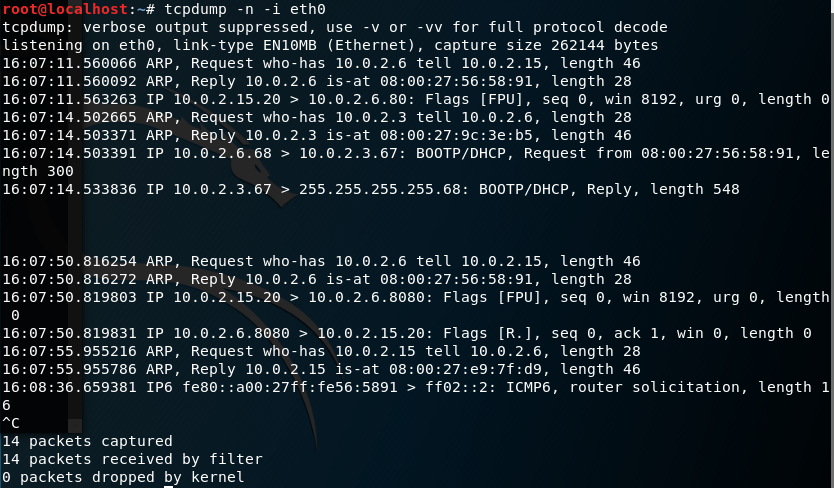 root@localhost:~# tcpdump -n -i eth0
tcpdump: verbose output suppressed, use -v or -vv for full protocol decode
listening on eth0, link-type EN10MB (Ethernet), capture size 262144 bytes
16:07:11.560066 ARP, Request who-has 10.0.2.6 tell 10.0.2.15, length 46
16:07:11.560092 ARP, Reply 10.0.2.6 is-at 08:00:27:56:58:91, length 28
16:07:11.563263 IP 10.0.2.15.20 > 10.0.2.6.80: Flags [FPU], seq 0, win 8192, urg 0, length 0
16:07:14.502665 ARP, Request who-has 10.0.2.3 tell 10.0.2.6, length 28
16:07:14.503371 ARP, Reply 10.0.2.3 is-at 08:00:27:9c:3e:b5, length 46
16:07:14.503391 IP 10.0.2.6.68 > 10.0.2.3.67: BOOTP/DHCP, Request from 08:00:27:56:58:91, le
ngth 300
16:07:14.533836 IP 10.0.2.3.67 > 255.255.255.255.68: BOOTP/DHCP, Reply, length 548
16:07:50.816254 ARP, Request who-has 10.0.2.6 tell 10.0.2.15, length 46
16:07:50.816272 ARP, Reply 10.0.2.6 is-at 08:00:27:56:58:91, length 28
16:07:50.819803 IP 10.0.2.15.20 > 10.0.2.6.8080: Flags [FPU], seq 0, win 8192, urg 0, length
0
16:07:50.819831 IP 10.0.2.6.8080 > 10.0.2.15.20: Flags [R.], seq 0, ack 1, win 0, length 0
16:07:55.955216 ARP, Request who-has 10.0.2.15 tell 10.0.2.6, length 28
16:07:55.955786 ARP, Reply 10.0.2.15 is-at 08:00:27:e9:7f:d9, length 46
16:08:36.659381 IP6 fe80::a00:27ff:fe56:5891 > ff02::2: ICMP6, router solicitation, length 1
6
^C
14 packets captured
14 packets received by filter
0 packets dropped by kernel